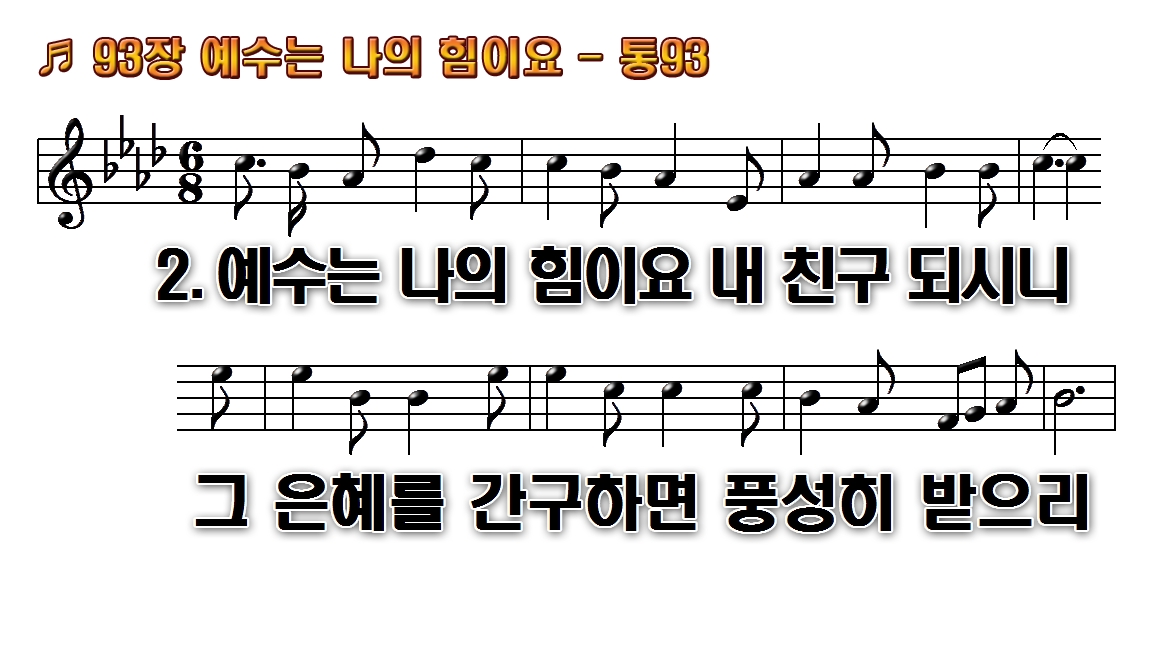 ♬ 93장 예수는 나의 힘이요 - 통93
6
8
2. 예수는 나의 힘이요 내 친구 되시니
그 은혜를 간구하면 풍성히 받으리